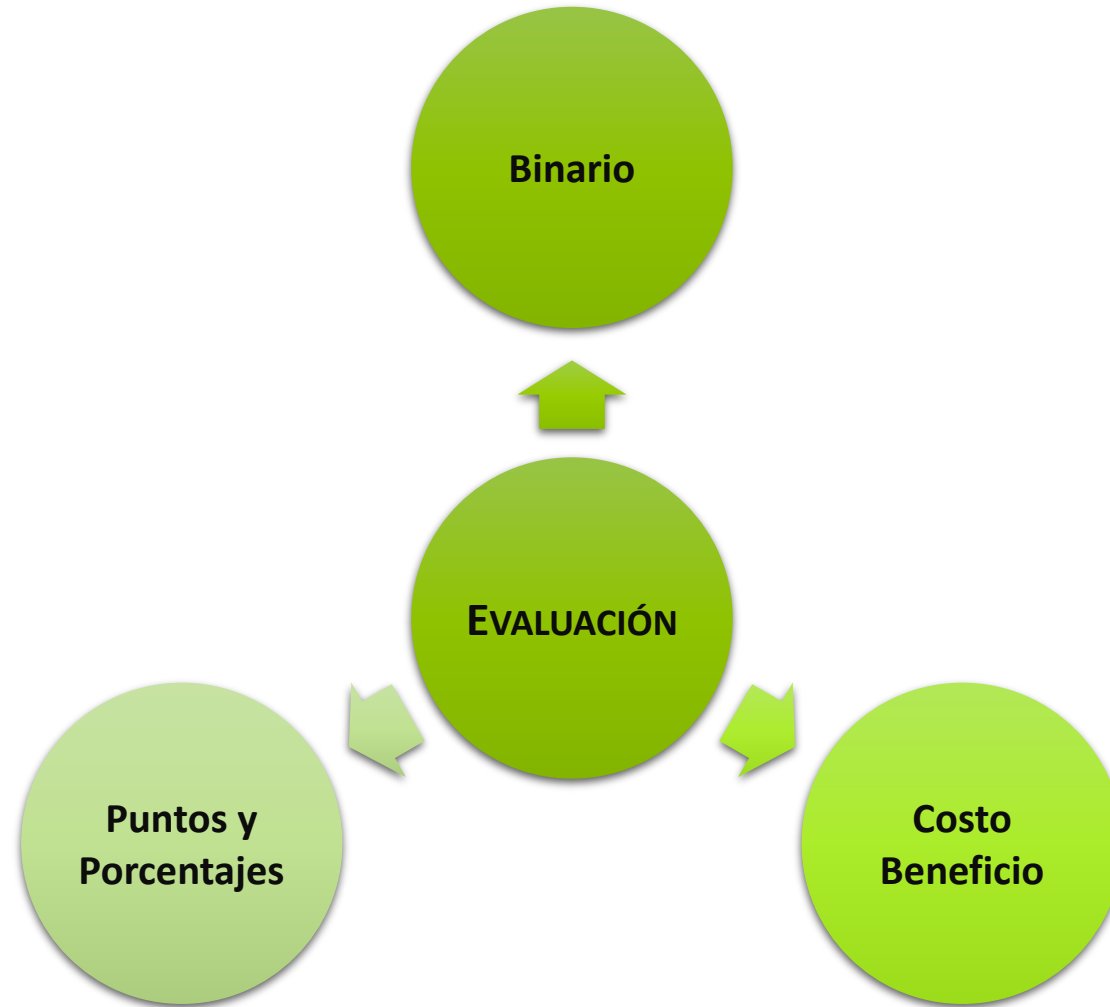 Binario
EVALUACIÓN
Puntos y
Porcentajes
Costo
Beneficio